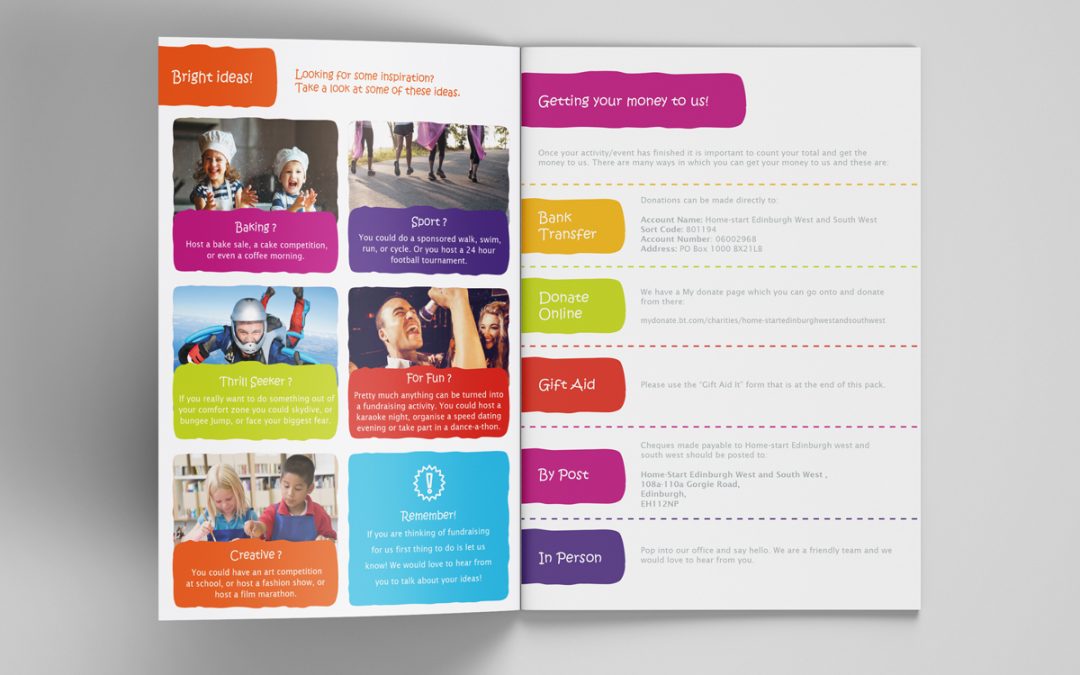 Bright ideas!
Looking for some inspiration?
Take a look at some of these ideas.
Baking ?
Host a bake sale, a cake competition,
or even a coffee morning.
Sport ?
You could do a sponsored walk, swim,
run, or cycle. Or you host a 24 hour
football tournament.
Thrill Seeker ?
If you really want to do something out of
your comfort zone you could skydive, or
bungee jump, or face your biggest fear.
For Fun ?
Pretty much anything can be turned into
a fundraising activity. You could host a
karaoke night, organise a speed dating
evening or take part in a dance-a-thon.
Creative ?
You could have an art competition
at school, or host a fashion show, or
host a film marathon.
Remember!
If you are thinking of fundraising
for us first thing to do is let us
know! We would love to hear from
you to talk about your ideas!
Getting your money to us!
Once your activity/event has finished it is important to count your total and get the
money to us. There are many ways in which you can get your money to us and these are:
Bank
Transfer
Donations can be made directly to:
Account Name: Home-start Edinburgh West and South West
Sort Code: 801194
Account Number: 06002968
Address: PO Box 1000 BX21LB
Donate
Online
We have a My donate page which you can go onto and donate
from there:
mydonate.bt.com/charities/home-startedinburghwestandsouthwest
Gift Aid
Please use the "Gift Aid It" form that is at the end of this pack.
By Post
Cheques made payable to Home-start Edinburgh west and
south west should be posted to:
Home-Start Edinburgh West and South West ,
108a-110a Gorgie Road,
Edinburgh,
EH112NP
In Person
Pop into our office and say hello. We are a friendly team and we
would love to hear from you.